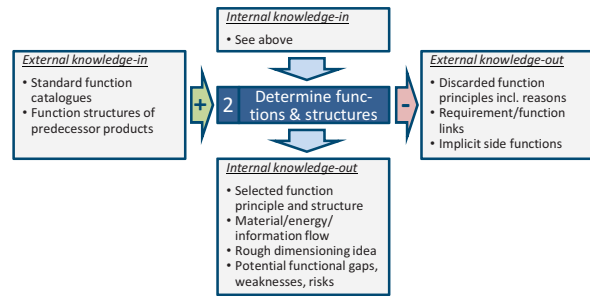 Internal knowledge-in
• See above
External knowledge-in
• Standard function
catalogues
• Function structures of
predecessor products
+
2
Determine func-
tions & structures
-
External knowledge-out
• Discarded function
principles incl. reasons
• Requirement/function
links
• Implicit side functions
Internal knowledge-out
• Selected function
principle and structure
• Material/energy/
information flow
• Rough dimensioning idea
• Potential functional gaps,
weaknesses, risks